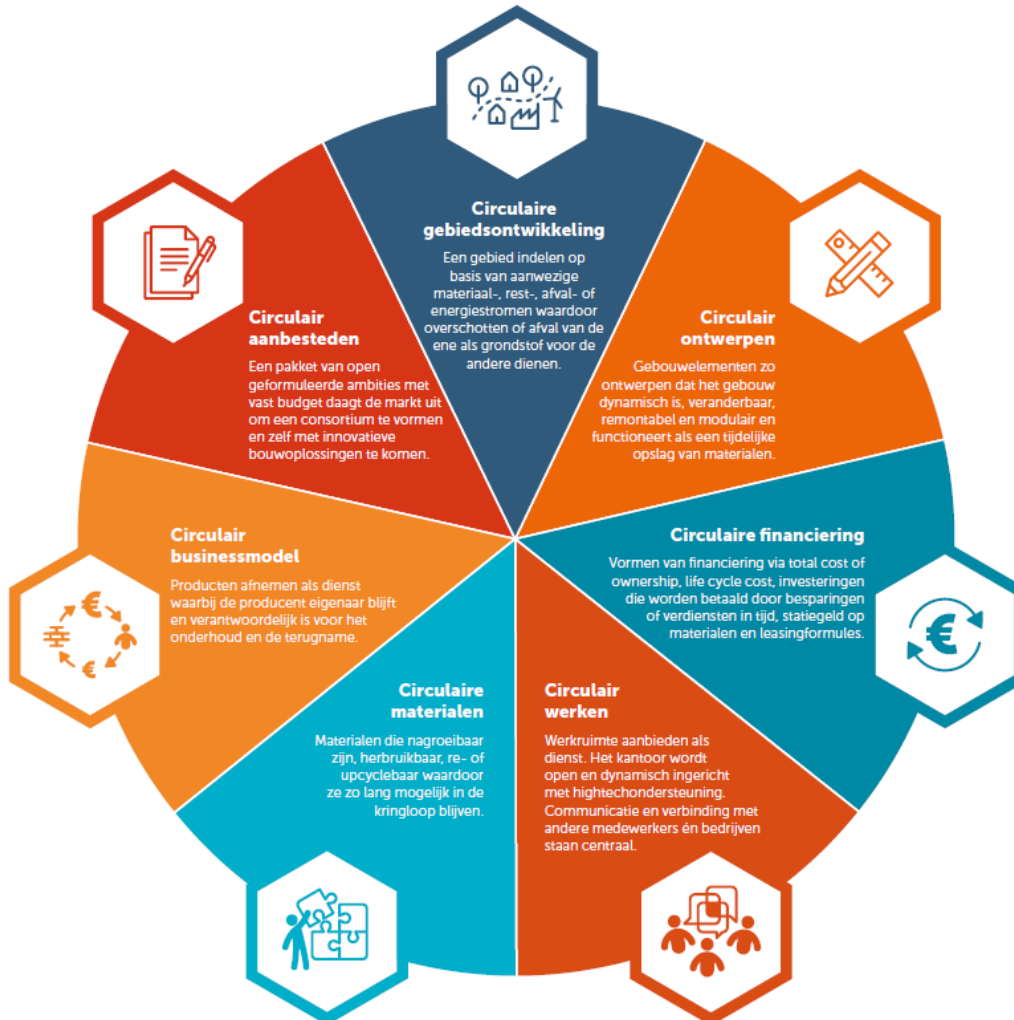 Circulaire
gebiedsontwikkeling
Een gebied indelen op
basis van aanwezige
materiaal-, rest-, afval- of
energiestromen waardoor
overschotten of afval van de
ene als grondstof voor de
andere dienen.
Circulair
ontwerpen
Gebouwelementen zo
ontwerpen dat het gebouw
dynamisch is, veranderbaar,
remontabel en modulair en
functioneert als een tijdelijke
opslag van materialen.
Circulaire financiering
Vormen van financiering via total cost of
ownership, life cycle cost, investeringen
die worden betaald door besparingen
of verdiensten in tijd, statiegeld op
materialen en leasingformules.
Circulair
werken
Werkruimte aanbieden als
dienst. Het kantoor wordt
open en dynamisch ingericht
met hightechondersteuning.
Communicatie en verbinding met
andere medewerkers én bedrijven
staan centraal.
Circulaire
materialen
Materialen die nagroeibaar
zijn, herbruikbaar, re- of
upcyclebaar waardoor
ze zo lang mogelijk in de
kringloop blijven.
Circulair
businessmodel
Producten afnemen als dienst
waarbij de producent eigenaar blijft
en verantwoordelijk is voor het
onderhoud en de terugname.
Circulair
aanbesteden
Een pakket van open
geformuleerde ambities met
vast budget daagt de markt uit
om een consortium te vormen
en zelf met innovatieve
bouwoplossingen te komen.
€
€
€